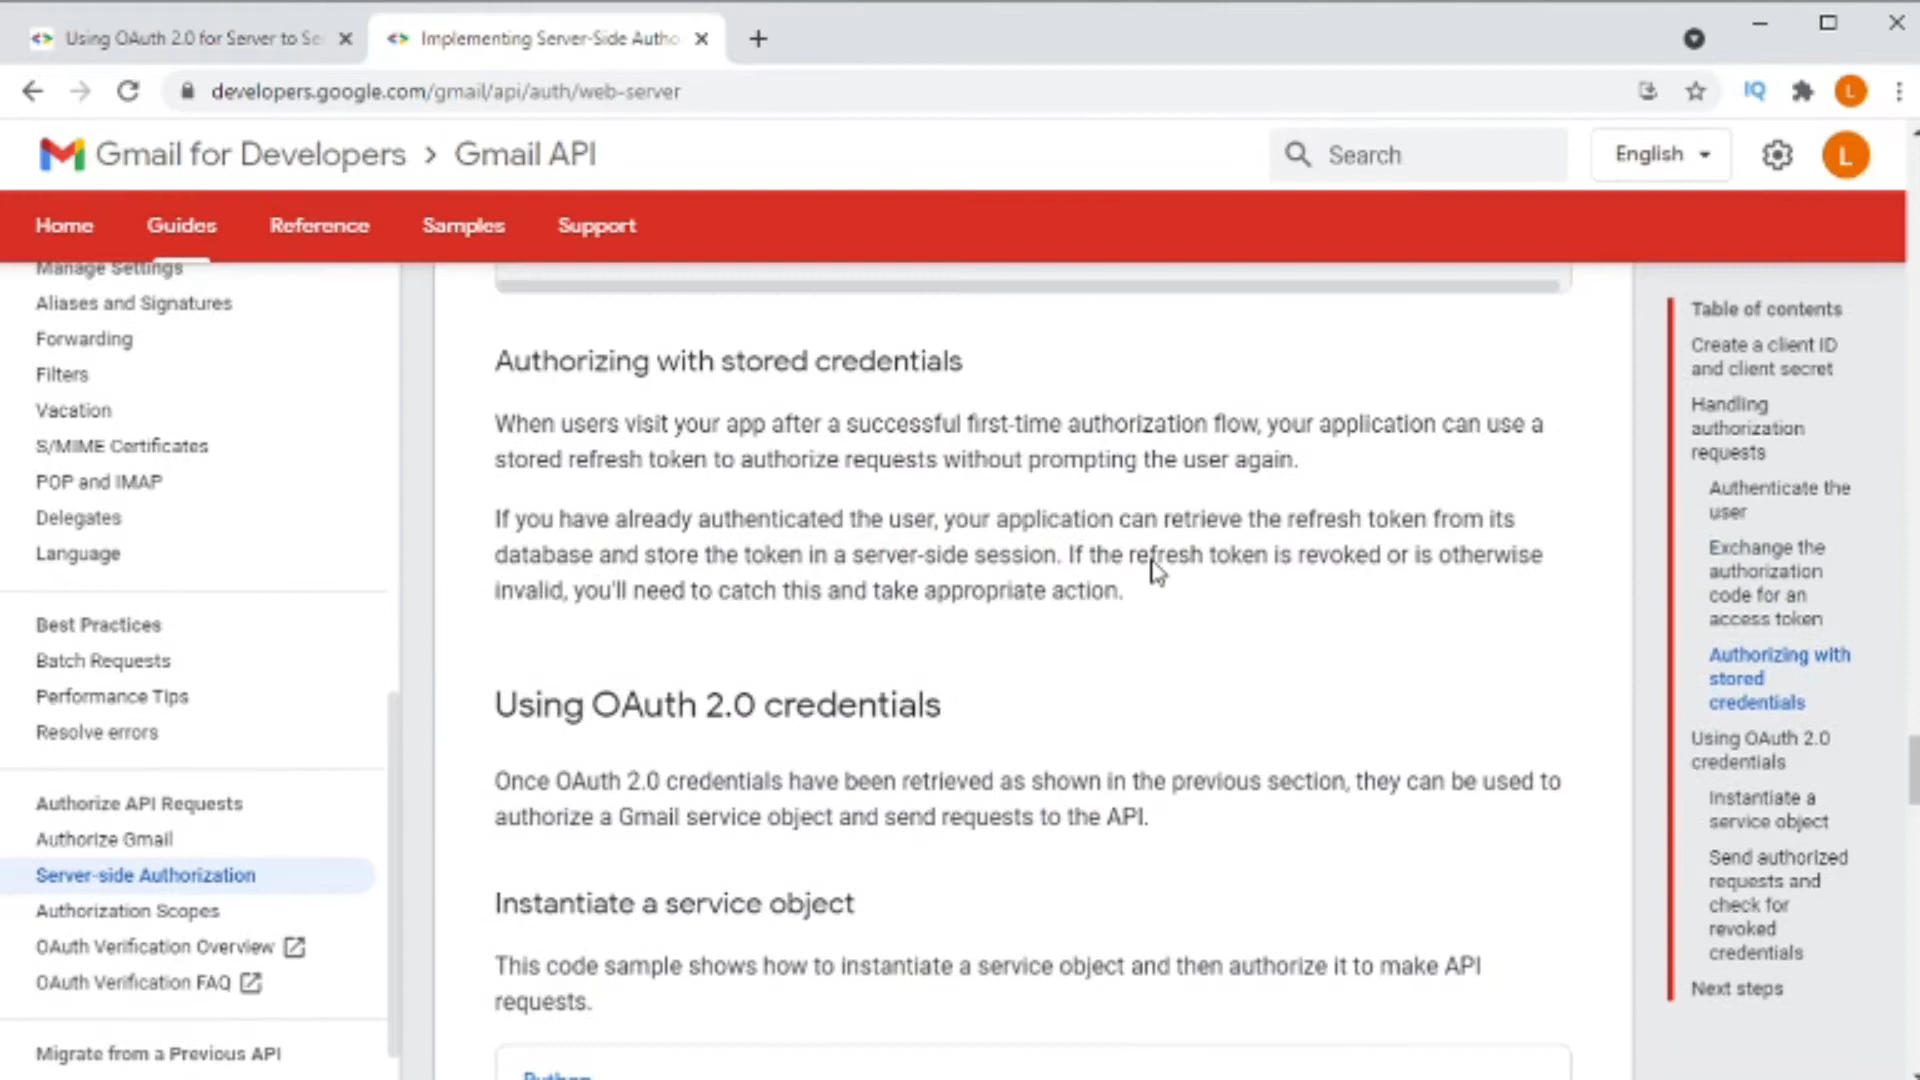 Using OAuth 2.0 for Server to Se
Implementing Server-Side Autho
developers.google.com/gmail/api/auth/web-server
IQ
L
Gmail for Developers > Gmail API
Search
English
L
Home
Guides
Reference
Samples
Support
Manage Settings
Aliases and Signatures
Forwarding
Filters
Vacation
S/MIME Certificates
POP and IMAP
Delegates
Language
Best Practices
Batch Requests
Performance Tips
Resolve errors
Authorize API Requests
Authorize Gmail
Server-side Authorization
Authorization Scopes
OAuth Verification Overview
OAuth Verification FAQ
Migrate from a Previous API
Authorizing with stored credentials
When users visit your app after a successful first-time authorization flow, your application can use a
stored refresh token to authorize requests without prompting the user again.
If you have already authenticated the user, your application can retrieve the refresh token from its
database and store the token in a server-side session. If the refresh token is revoked or is otherwise
invalid, you'll need to catch this and take appropriate action.
Using OAuth 2.0 credentials
Once OAuth 2.0 credentials have been retrieved as shown in the previous section, they can be used to
authorize a Gmail service object and send requests to the API.
Instantiate a service object
This code sample shows how to instantiate a service object and then authorize it to make API
requests.
Python
Table of contents
Create a client ID
and client secret
Handling
authorization
requests
Authenticate the
user
Exchange the
authorization
code for an
access token
Authorizing with
stored
credentials
Using OAuth 2.0
credentials
Instantiate a
service object
Send authorized
requests and
check for
revoked
credentials
Next steps